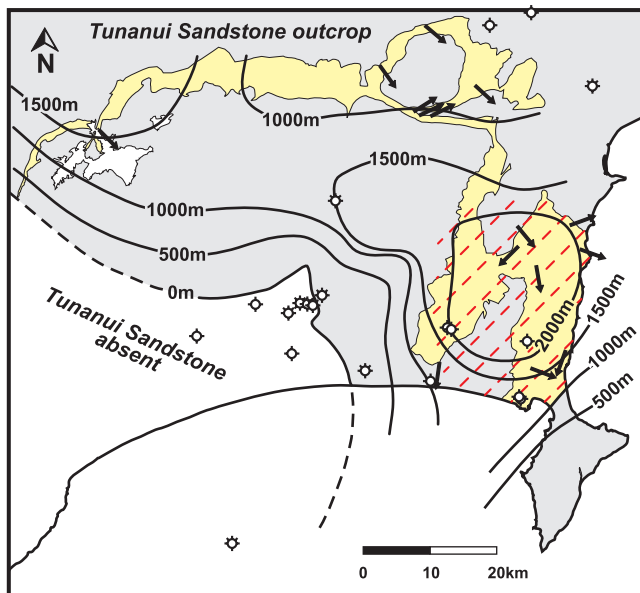 Tunanui Sandstone outcrop
N
1500m
1000m
1500m
1000m
500m
0m
Tunanui Sandstone
absent
2000m
1500m
1000m
500m
0 10 20km